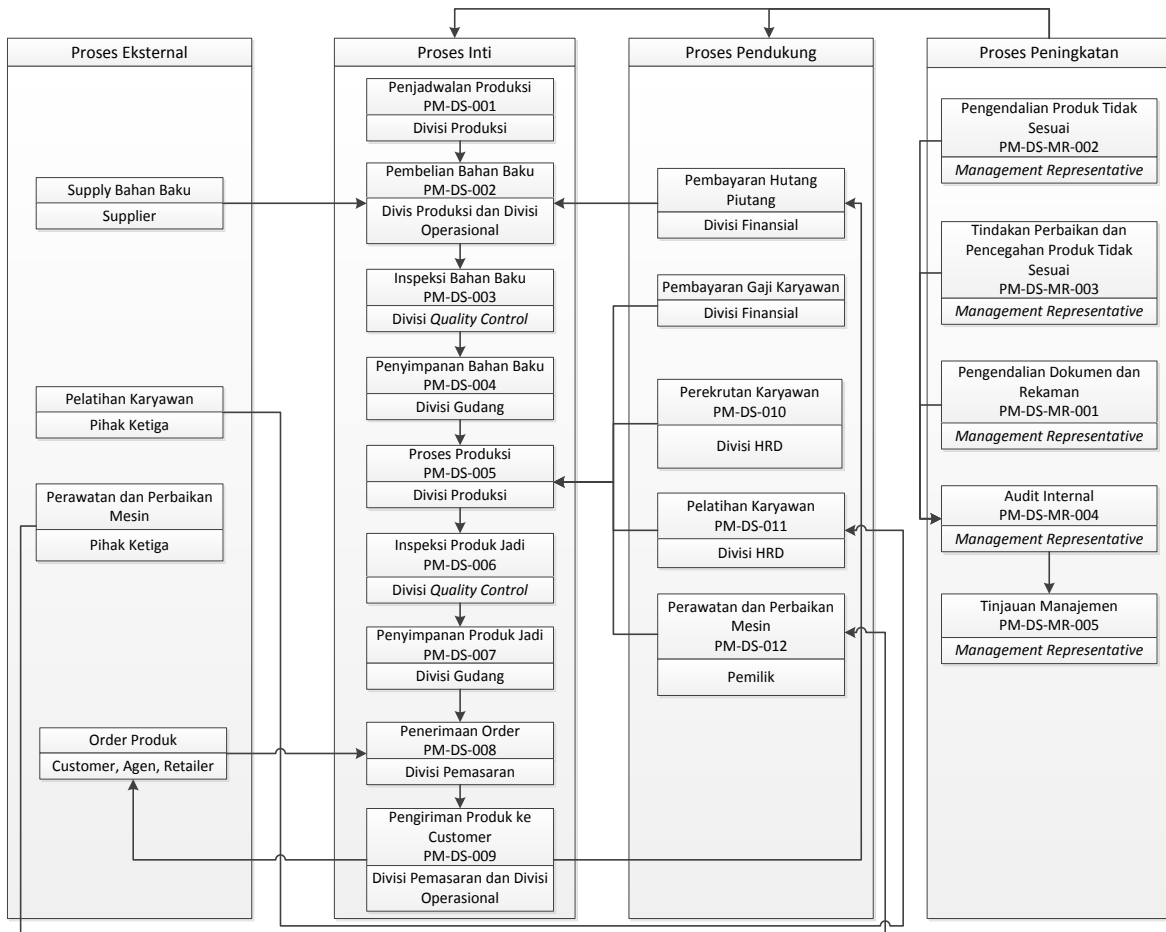 Proses Eksternal
Supply Bahan Baku
Supplier
Pelatihan Karyawan
Pihak Ketiga
Perawatan dan Perbaikan
Mesin
Pihak Ketiga
Order Produk
Customer, Agen, Retailer
Proses Inti
Penjadwalan Produksi
PM-DS-001
Divisi Produksi
Pembelian Bahan Baku
PM-DS-002
Divis Produksi dan Divisi
Operasional
Inspeksi Bahan Baku
PM-DS-003
Divisi Quality Control
Penyimpanan Bahan Baku
PM-DS-004
Divisi Gudang
Proses Produksi
PM-DS-005
Divisi Produksi
Inspeksi Produk Jadi
PM-DS-006
Divisi Quality Control
Penyimpanan Produk Jadi
PM-DS-007
Divisi Gudang
Penerimaan Order
PM-DS-008
Divisi Pemasaran
Pengiriman Produk ke
Customer
PM-DS-009
Divisi Pemasaran dan Divisi
Operasional
Proses Pendukung
Pembayaran Hutang
Piutang
Divisi Finansial
Pembayaran Gaji Karyawan
Divisi Finansial
Perekrutan Karyawan
PM-DS-010
Divisi HRD
Pelatihan Karyawan
PM-DS-011
Divisi HRD
Perawatan dan Perbaikan
Mesin
PM-DS-012
Pemilik
Proses Peningkatan
Pengendalian Produk Tidak
Sesuai
PM-DS-MR-002
Management Representative
Tindakan Perbaikan dan
Pencegahan Produk Tidak
Sesuai
PM-DS-MR-003
Management Representative
Pengendalian Dokumen dan
Rekaman
PM-DS-MR-001
Management Representative
Audit Internal
PM-DS-MR-004
Management Representative
Tinjauan Manajemen
PM-DS-MR-005
Management Representative